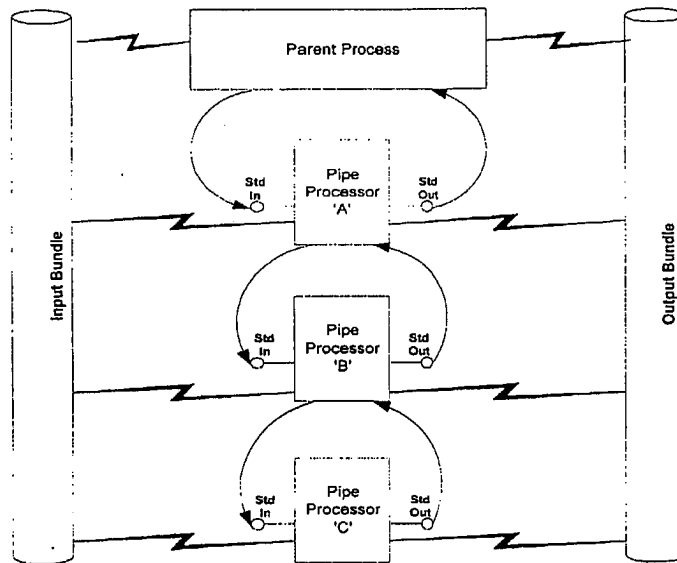 Parent Process
Std
In
Pipe
Processor
'A'
Std
Out
Input Bundle
Output Bundle
Std
In
Pipe
Processor
'B'
Std
Out
Std
In
Pipe
Processor
'C'
Std
Out